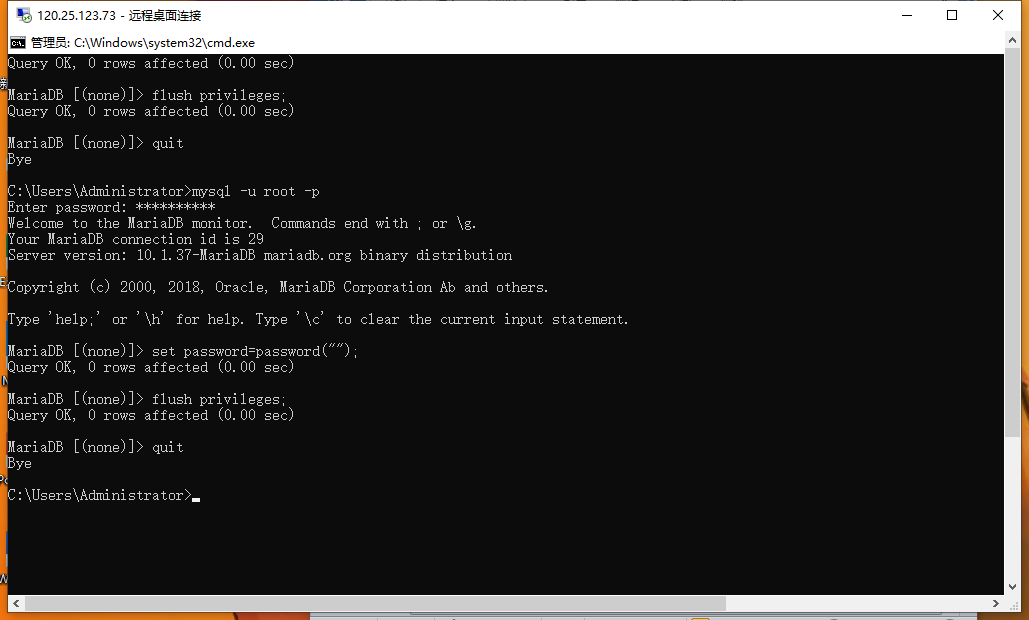 120.25.123.73 - 远程桌面连接
管理员: C:\Windows\system32\cmd.exe
Query OK, 0 rows affected (0.00 sec)
MariaDB [(none)]> flush privileges;
Query OK, 0 rows affected (0.00 sec)
MariaDB [(none)]> quit
Bye
C:\Users\Administrator>mysql -u root -p
Enter password: **********
Welcome to the MariaDB monitor.  Commands end with ; or \g.
Your MariaDB connection id is 29
Server version: 10.1.37-MariaDB mariadb.org binary distribution
Copyright (c) 2000, 2018, Oracle, MariaDB Corporation Ab and others.
Type 'help;' or '\h' for help. Type '\c' to clear the current input statement.
MariaDB [(none)]> set password=password("");
Query OK, 0 rows affected (0.00 sec)
MariaDB [(none)]> flush privileges;
Query OK, 0 rows affected (0.00 sec)
MariaDB [(none)]> quit
Bye
C:\Users\Administrator>